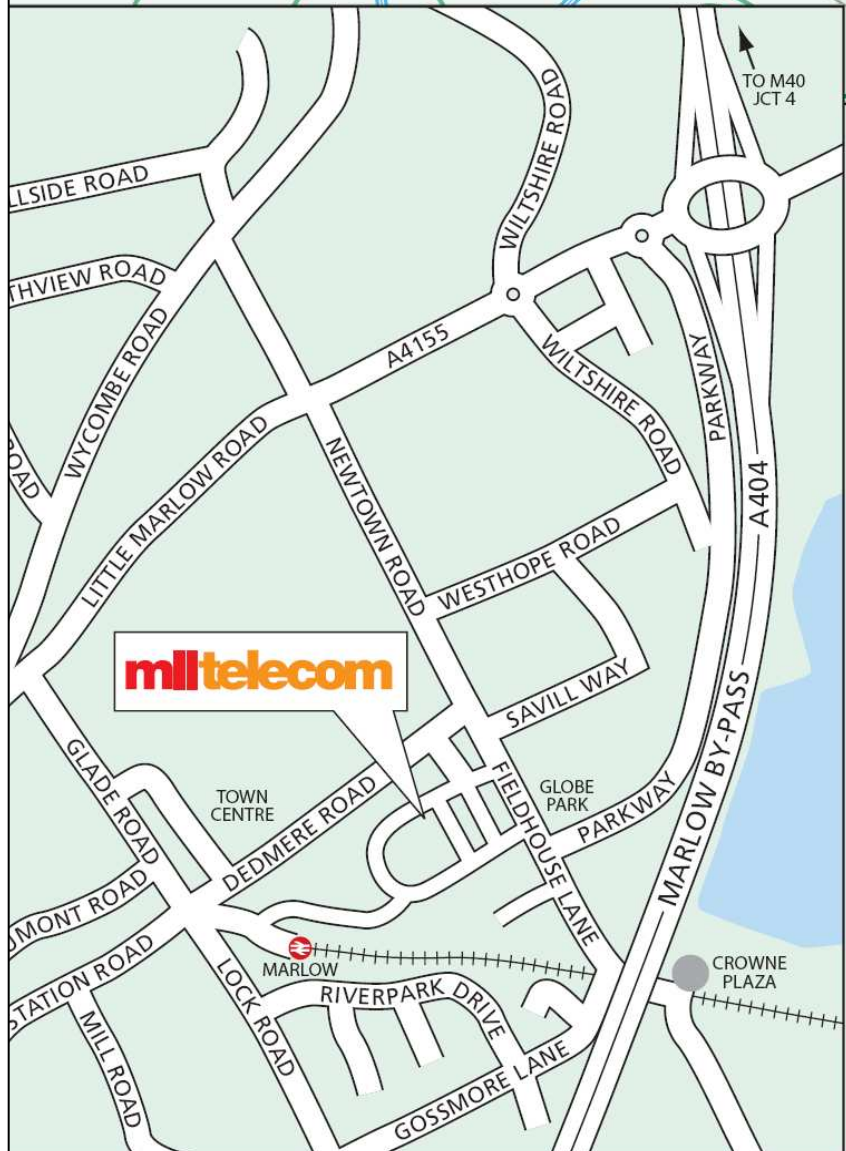 TO M40
JCT 4
LLSIDE ROAD
WILTSHIRE ROAD
THVIEW ROAD
A4155
WYCOMBE ROAD
WILTSHIRE ROAD
PARKWAY
ROAD
LITTLE MARLOW ROAD
NEWTOWN ROAD
A404
WESTHOPE ROAD
mlltelecom
SAVILL WAY
MARLOW BY-PASS
GLADE ROAD
TOWN
CENTRE
DEDMERE ROAD
GLOBE
PARK
FIELDHOUSE LANE
PARKWAY
UMONT ROAD
STATION ROAD
MARLOW
CROWNE
PLAZA
LOCK ROAD
RIVERPARK DRIVE
MILL ROAD
GOSSMORE LANE